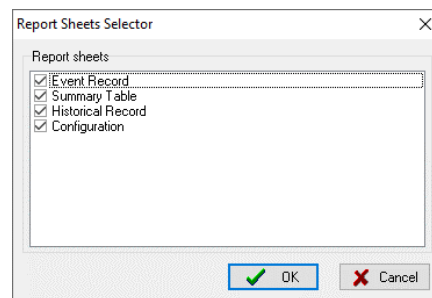 Report Sheets Selector
Report sheets
Event Record
Summary Table
Historical Record
Configuration
OK
Cancel